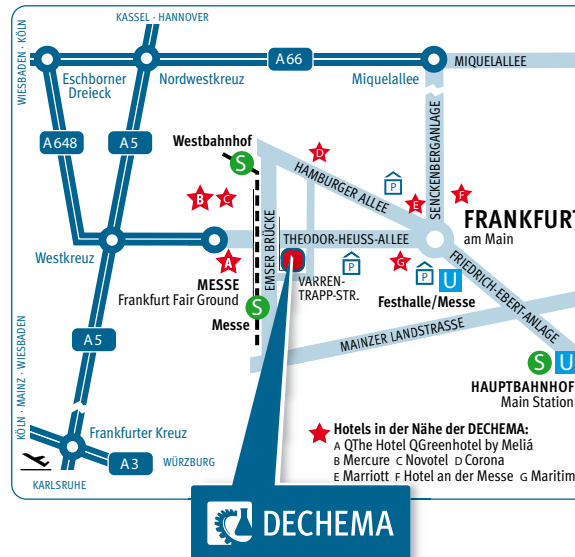 KASSEL · HANNOVER
WIESBADEN · KÖLN
A66
MIQUELALLEE
Eschborner
Dreieck
Nordwestkreuz
Miquelallee
A648
A5
Westbahnhof
S
D
HAMBURGER ALLEE
P
SENCKENBERGANLAGE
B
C
E
F
FRANKFURT
am Main
Westkreuz
EMSER BRÜCKE
THEODOR-HEUSS-ALLEE
A
G
P
P
U
MESSE
Frankfurt Fair Ground
VARREN-
TRAPP-STR.
Festhalle/Messe
FRIEDRICH-EBERT-ANLAGE
S
Messe
MAINZER LANDSTRASSE
A5
S U
HAUPTBAHNHOF
Main Station
KÖLN · MAINZ · WIESBADEN
Frankfurter Kreuz
A3
WÜRZBURG
KARLSRUHE
Hotels in der Nähe der DECHEMA:
A QThe Hotel QGreenhotel by Meliá
B Mercure C Novotel D Corona
E Marriott F Hotel an der Messe G Maritim
DECHEMA